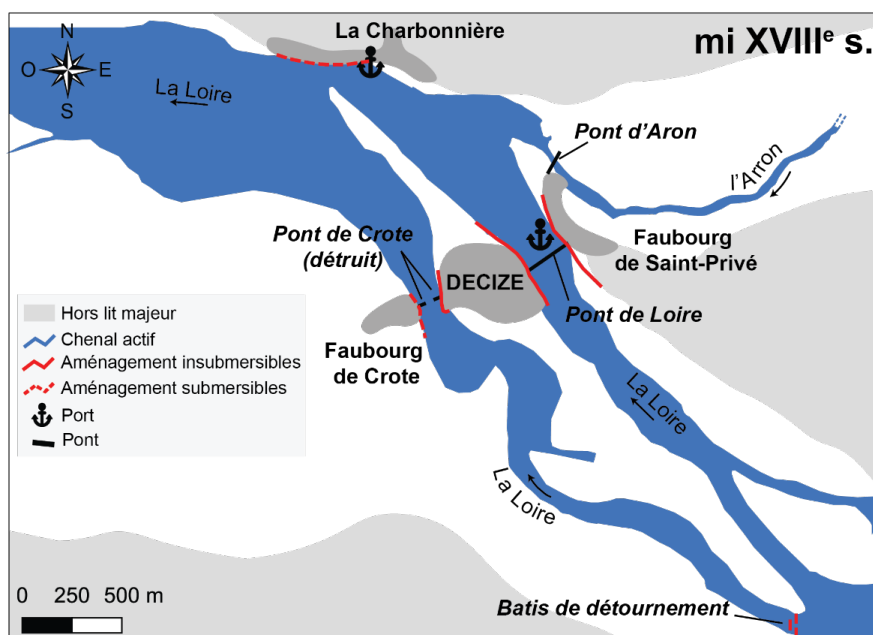 mi XVIIIᵉ s.
La Charbonnière
N
O
E
S
La Loire
Pont d'Aron
l'Arron
Pont de Crote
(détruit)
DECIZE
Faubourg
de Saint-Privé
Pont de Loire
Faubourg
de Crote
Hors lit majeur
Chenal actif
Aménagement insubmersibles
Aménagement submersibles
Port
Pont
La Loire
La Loire
Batis de détournement
0 250 500 m